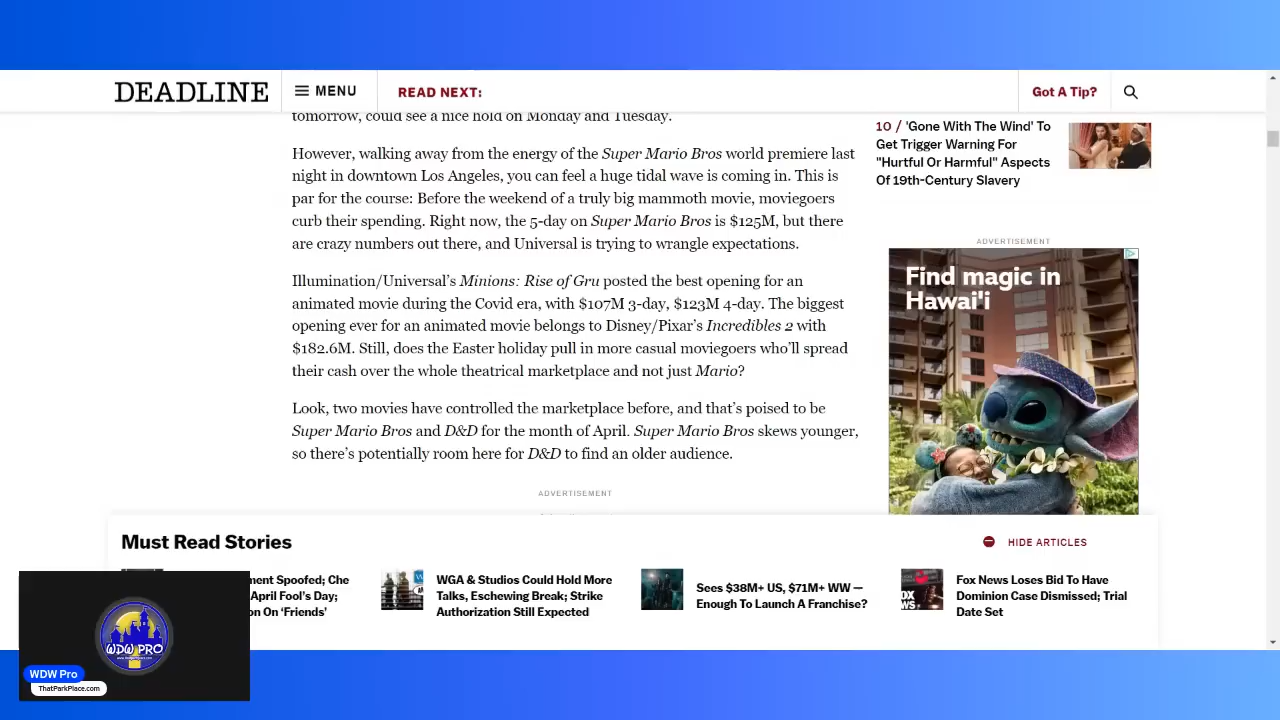 DEADLINE
MENU
READ NEXT:
Got A Tip?
tomorrow, could see a nice hold on Monday and Tuesday.
However, walking away from the energy of the Super Mario Bros world premiere last
night in downtown Los Angeles, you can feel a huge tidal wave is coming in. This is
par for the course: Before the weekend of a truly big mammoth movie, moviegoers
curb their spending. Right now, the 5-day on Super Mario Bros is $125M, but there
are crazy numbers out there, and Universal is trying to wrangle expectations.
Illumination/Universal’s Minions: Rise of Gru posted the best opening for an
animated movie during the Covid era, with $107M 3-day, $123M 4-day. The biggest
opening ever for an animated movie belongs to Disney/Pixar’s Incredibles 2 with
$182.6M. Still, does the Easter holiday pull in more casual moviegoers who’ll spread
their cash over the whole theatrical marketplace and not just Mario?
Look, two movies have controlled the marketplace before, and that’s poised to be
Super Mario Bros and D&D for the month of April. Super Mario Bros skews younger,
so there’s potentially room here for D&D to find an older audience.
ADVERTISEMENT
10 / 'Gone With The Wind' To
Get Trigger Warning For
"Hurtful Or Harmful" Aspects
Of 19th-Century Slavery
ADVERTISEMENT
Find magic in
Hawai'i
Must Read Stories
HIDE ARTICLES
ment Spoofed; Che
April Fool’s Day;
on On ‘Friends’
WGA & Studios Could Hold More
Talks, Eschewing Break; Strike
Authorization Still Expected
Sees $38M+ US, $71M+ WW —
Enough To Launch A Franchise?
Fox News Loses Bid To Have
Dominion Case Dismissed; Trial
Date Set
WDW PRO
WDW Pro
ThatParkPlace.com